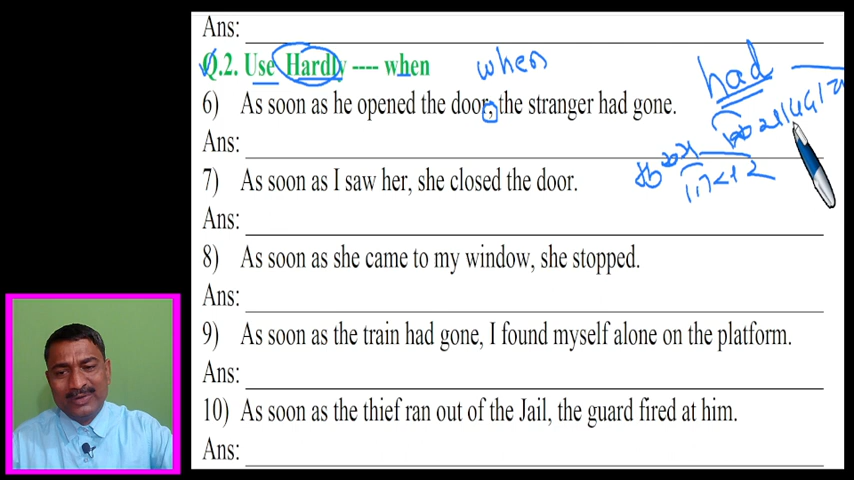 Ans:
Q.2. Use Hardly ---- when when had
6) As soon as he opened the door, the stranger had gone.
Ans:
7) As soon as I saw her, she closed the door.
Ans:
8) As soon as she came to my window, she stopped.
Ans:
9) As soon as the train had gone, I found myself alone on the platform.
Ans:
10) As soon as the thief ran out of the Jail, the guard fired at him.
Ans: